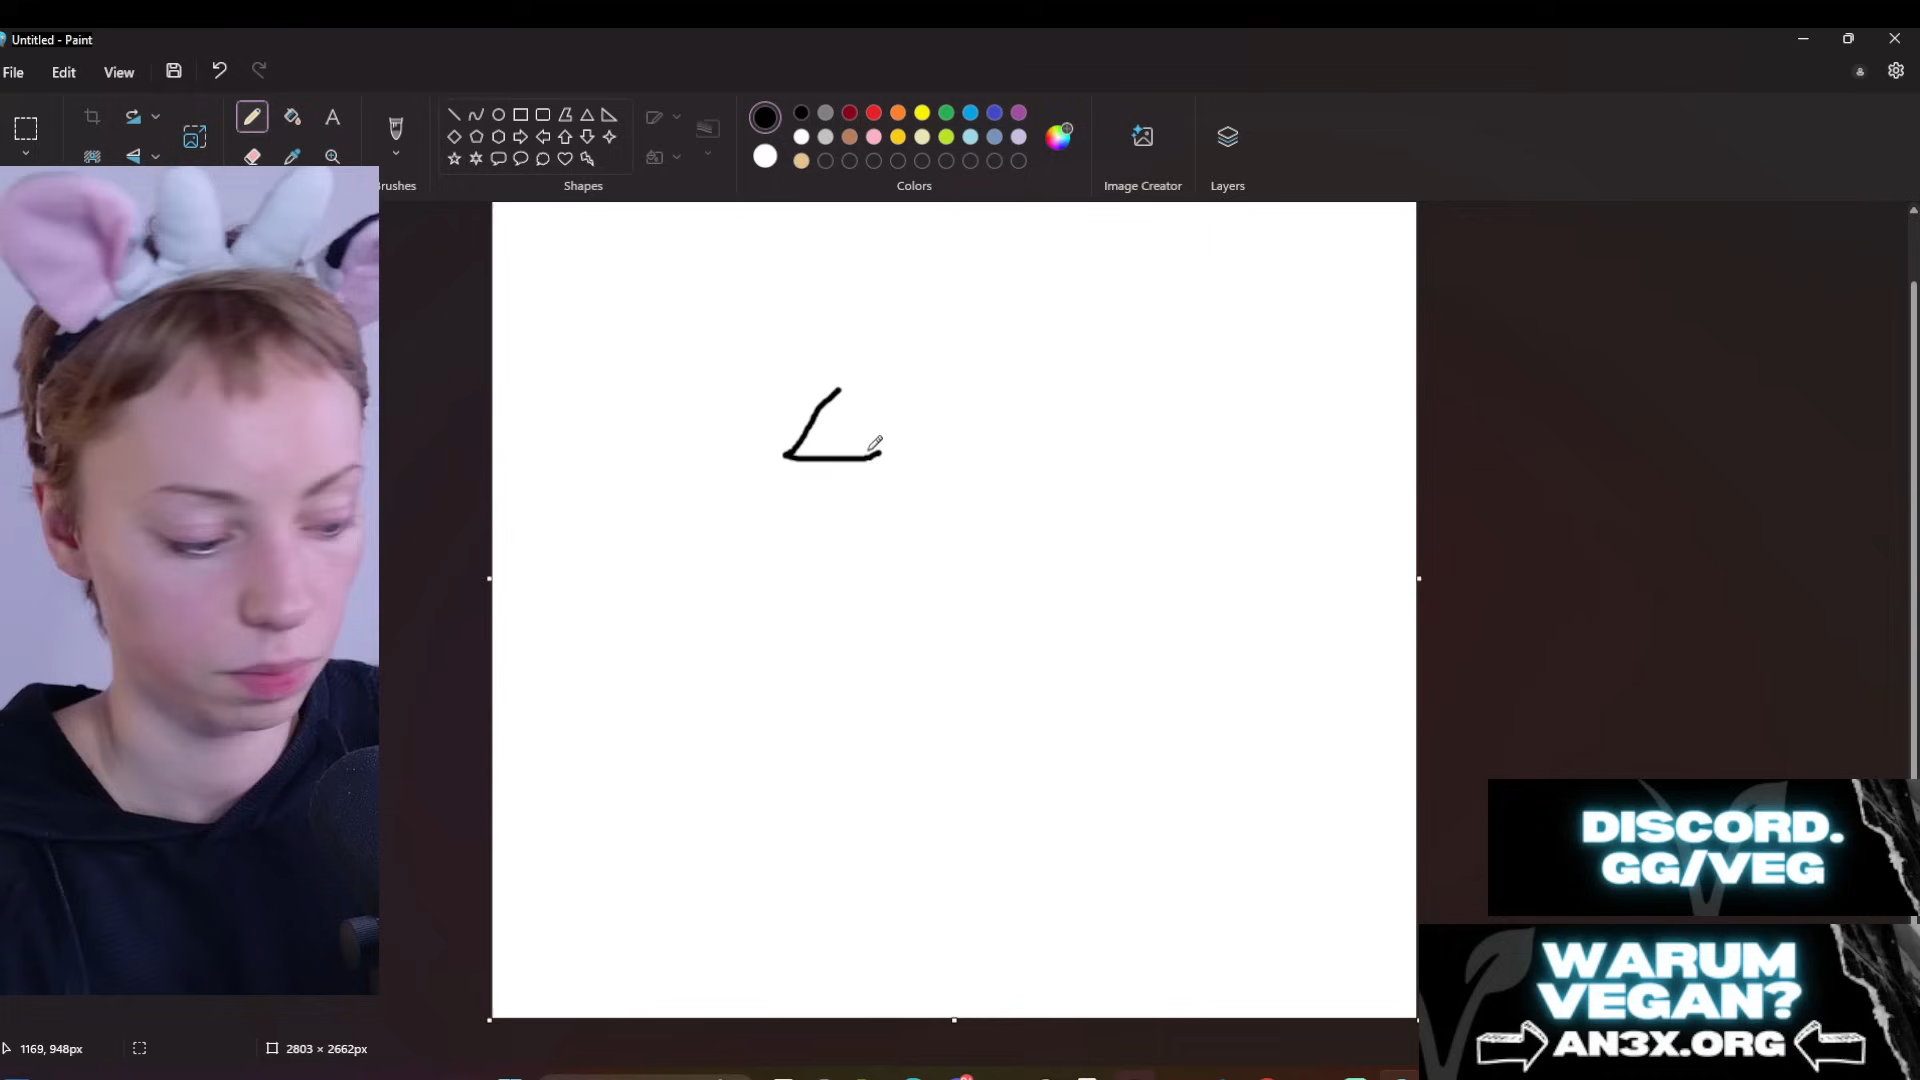 Untitled - Paint
File Edit View
Brushes
Shapes
Colors
Image Creator
Layers
DISCORD.
GG/VEG
WARUM
VEGAN?
AN3X.ORG
1169, 948px
2803 × 2662px